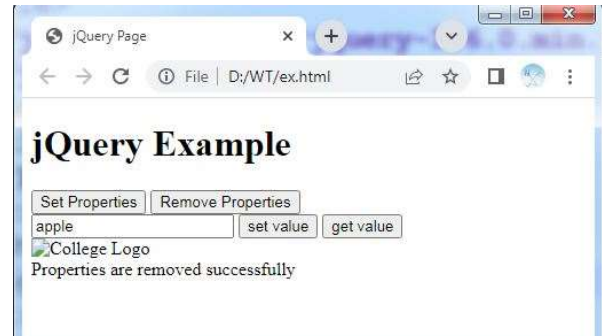 jQuery Page
File | D:/WT/ex.html
jQuery Example
Set Properties Remove Properties
apple set value get value
College Logo
Properties are removed successfully